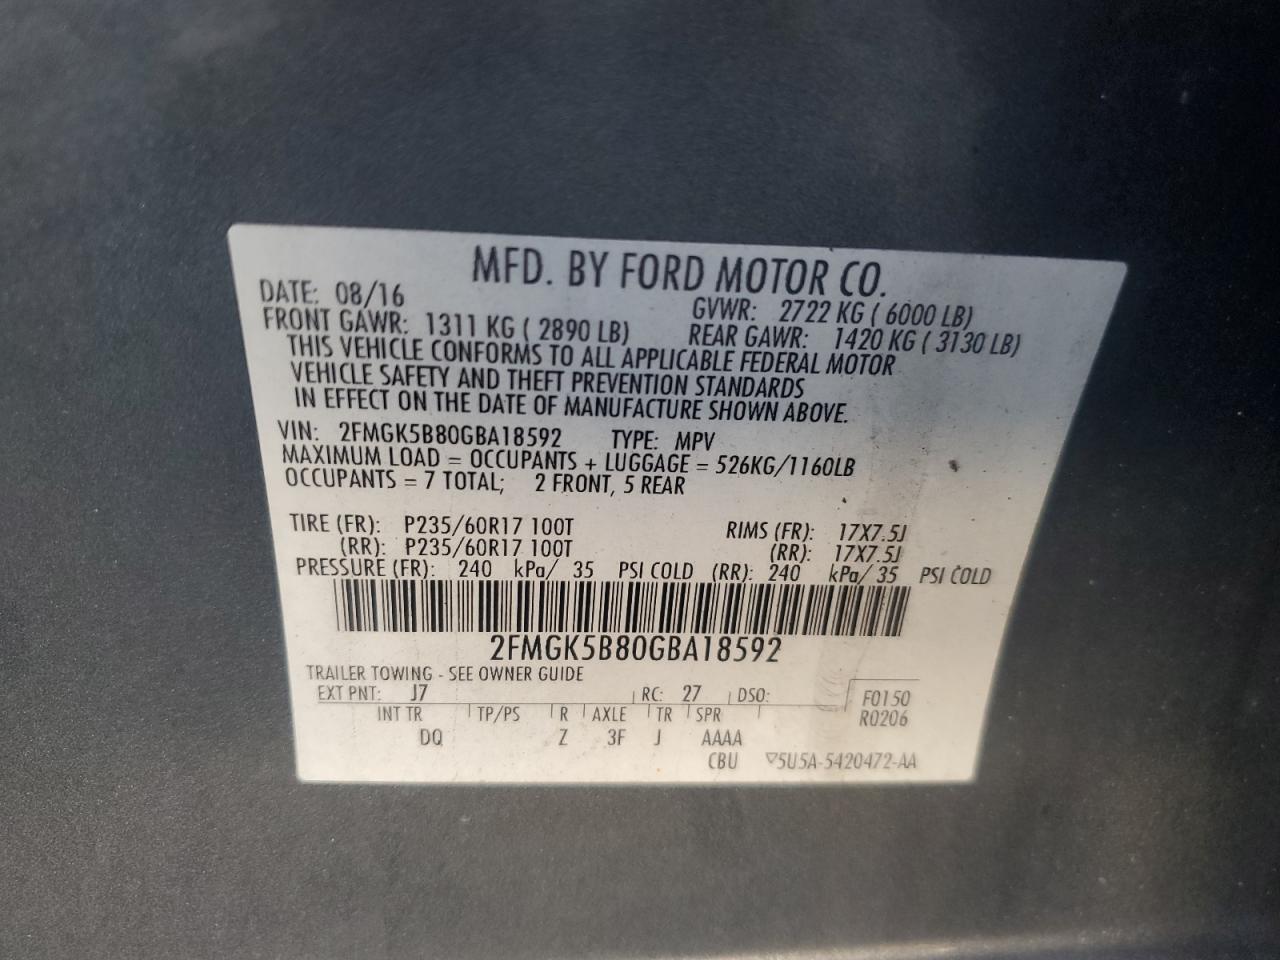 MFD. BY FORD MOTOR CO.
DATE: 08/16 GVWR: 2722 KG ( 6000 LB)
FRONT GAWR: 1311 KG ( 2890 LB) REAR GAWR: 1420 KG ( 3130 LB)
THIS VEHICLE CONFORMS TO ALL APPLICABLE FEDERAL MOTOR
VEHICLE SAFETY AND THEFT PREVENTION STANDARDS
IN EFFECT ON THE DATE OF MANUFACTURE SHOWN ABOVE.
VIN: 2FMGK5B80GBA18592 TYPE: MPV
MAXIMUM LOAD = OCCUPANTS + LUGGAGE = 526KG/1160LB
OCCUPANTS = 7 TOTAL; 2 FRONT, 5 REAR
TIRE (FR): P235/60R17 100T RIMS (FR): 17X7.5J
(RR): P235/60R17 100T (RR): 17X7.5J
PRESSURE (FR): 240 kPa/ 35 PSI COLD (RR): 240 kPa/ 35 PSI COLD
2FMGK5B80GBA18592
TRAILER TOWING - SEE OWNER GUIDE
EXT PNT: J7 RC: 27 DSO: F0150
INT TR TP/PS R AXLE TR SPR R0206
DQ Z 3F J AAAA
CBU ▽5U5A-5420472-AA